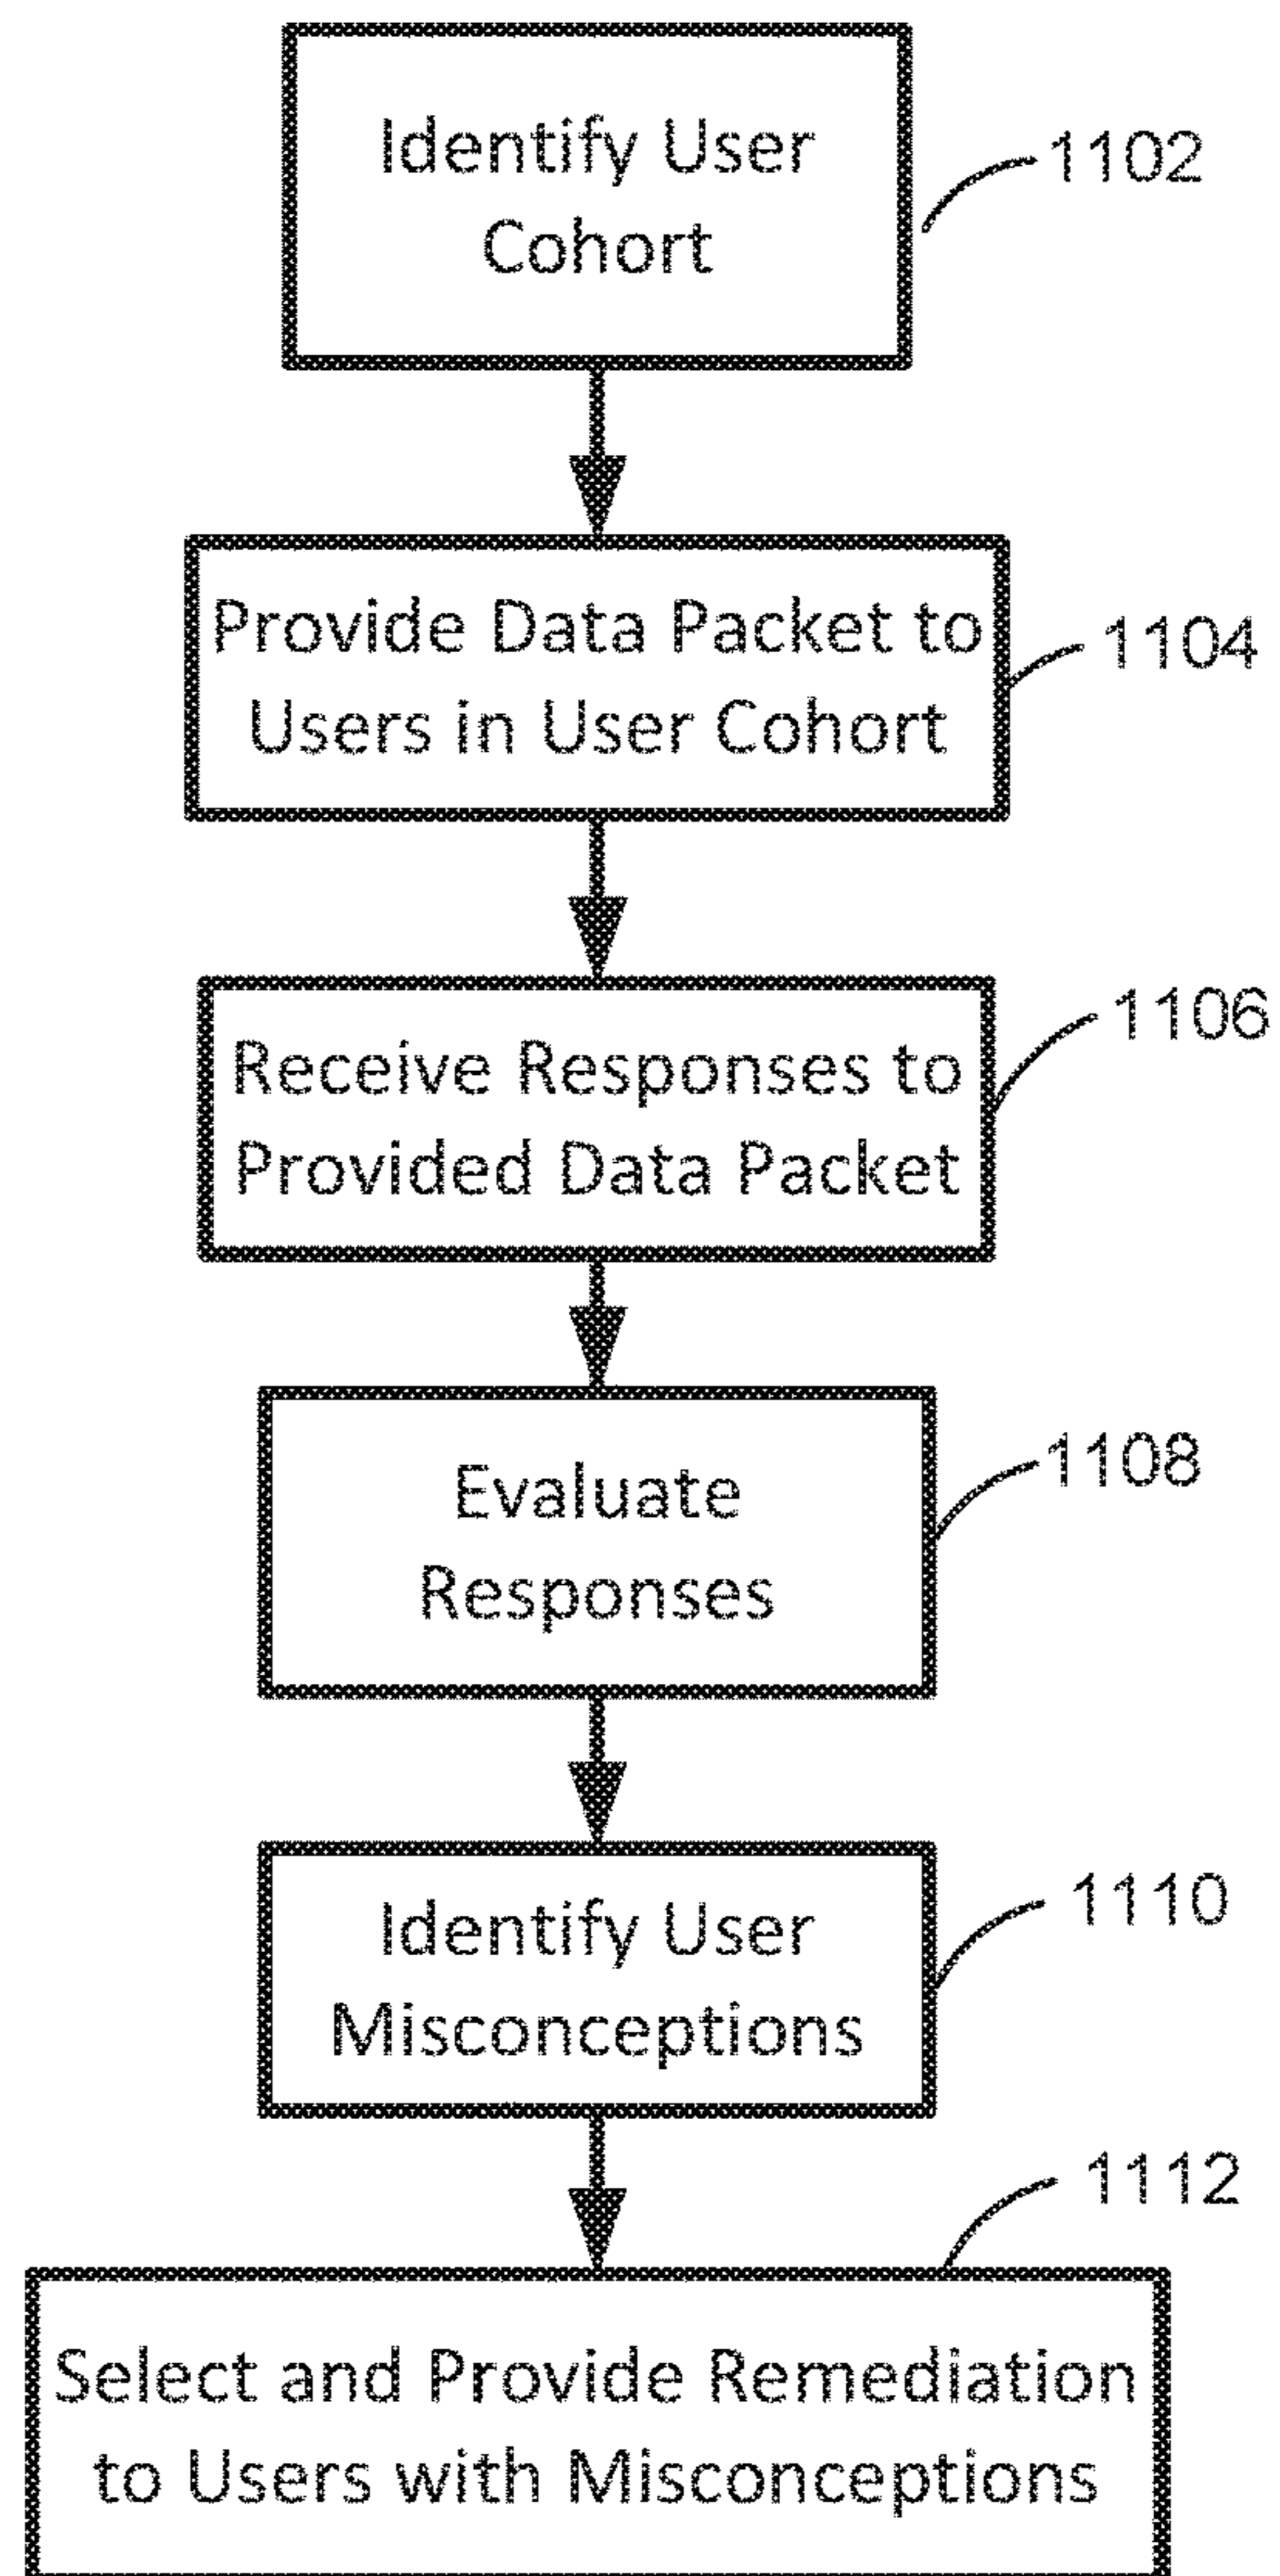 Identify User
Cohort
1102
Provide Data Packet to
Users in User Cohort
1104
Receive Responses to
Provided Data Packet
1106
Evaluate
Responses
1108
Identify User
Misconceptions
1110
Select and Provide Remediation
to Users with Misconceptions
1112